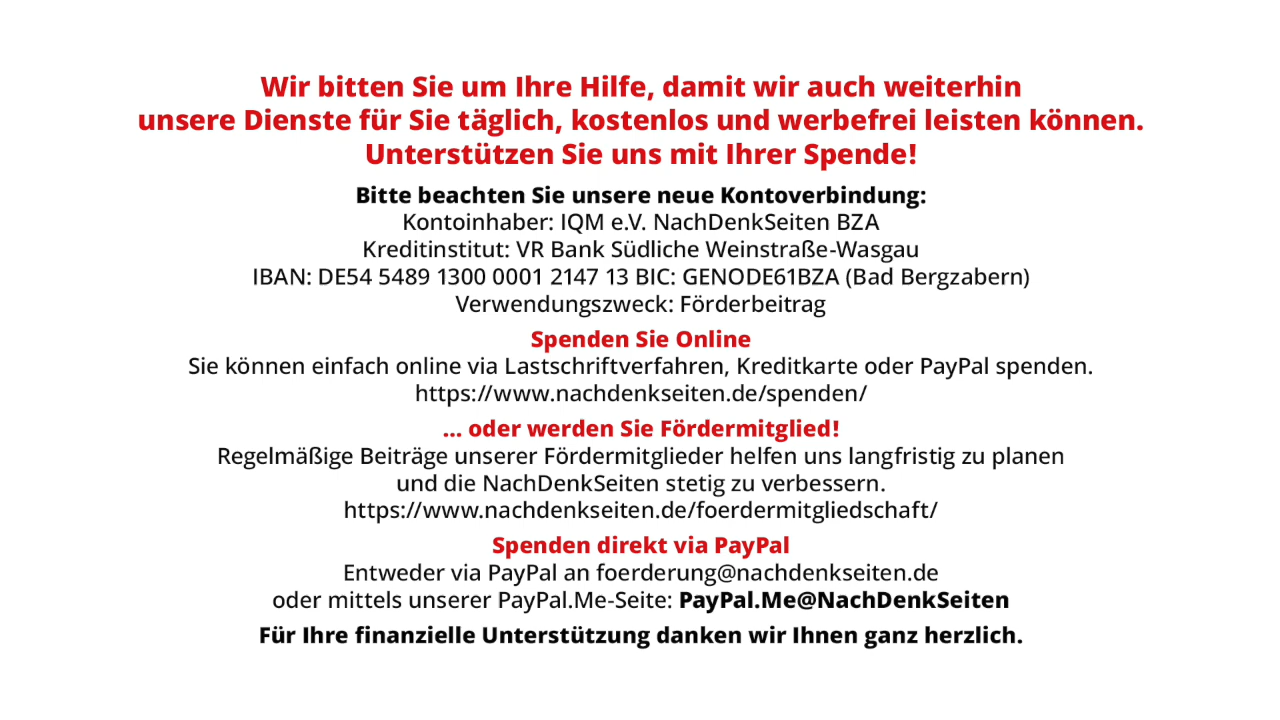 Wir bitten Sie um Ihre Hilfe, damit wir auch weiterhin
unsere Dienste für Sie täglich, kostenlos und werbefrei leisten können.
Unterstützen Sie uns mit Ihrer Spende!
Bitte beachten Sie unsere neue Kontoverbindung:
Kontoinhaber: IQM e.V. NachDenkSeiten BZA
Kreditinstitut: VR Bank Südliche Weinstraße-Wasgau
IBAN: DE54 5489 1300 0001 2147 13 BIC: GENODE61BZA (Bad Bergzabern)
Verwendungszweck: Förderbeitrag
Spenden Sie Online
Sie können einfach online via Lastschriftverfahren, Kreditkarte oder PayPal spenden.
https://www.nachdenkseiten.de/spenden/
... oder werden Sie Fördermitglied!
Regelmäßige Beiträge unserer Fördermitglieder helfen uns langfristig zu planen
und die NachDenkSeiten stetig zu verbessern.
https://www.nachdenkseiten.de/foerdermitgliedschaft/
Spenden direkt via PayPal
Entweder via PayPal an foerderung@nachdenkseiten.de
oder mittels unserer PayPal.Me-Seite: PayPal.Me@NachDenkSeiten
Für Ihre finanzielle Unterstützung danken wir Ihnen ganz herzlich.